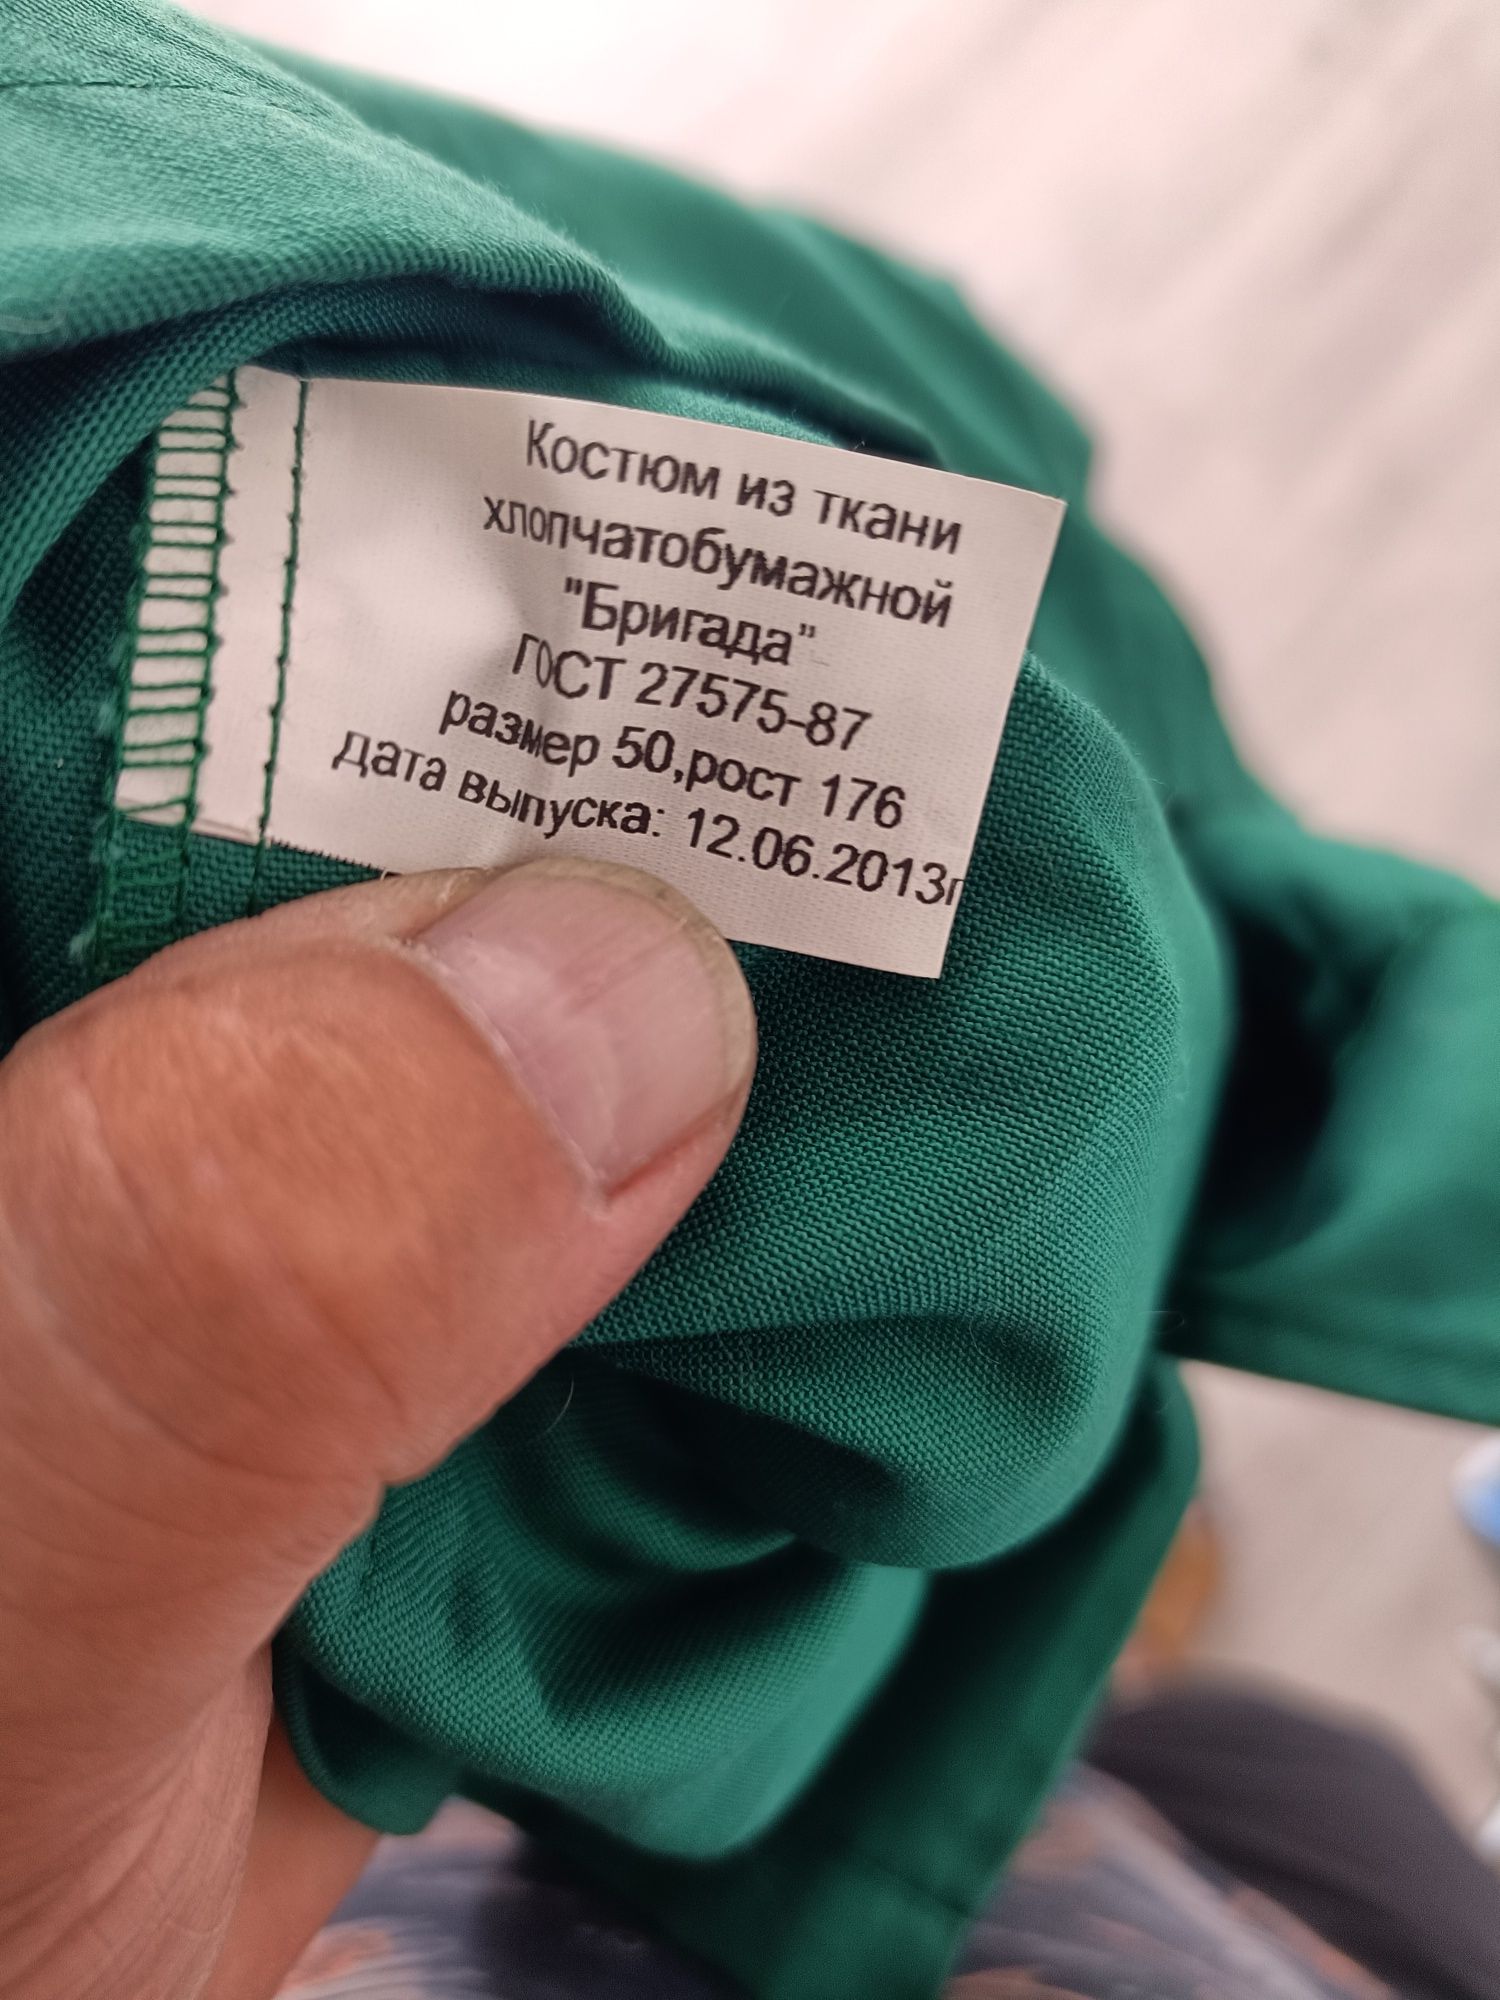 Костюм из ткани
хлопчатобумажной
"Бригада"
ГОСТ 27575-87
размер 50,рост 176
дата выпуска: 12.06.2013г